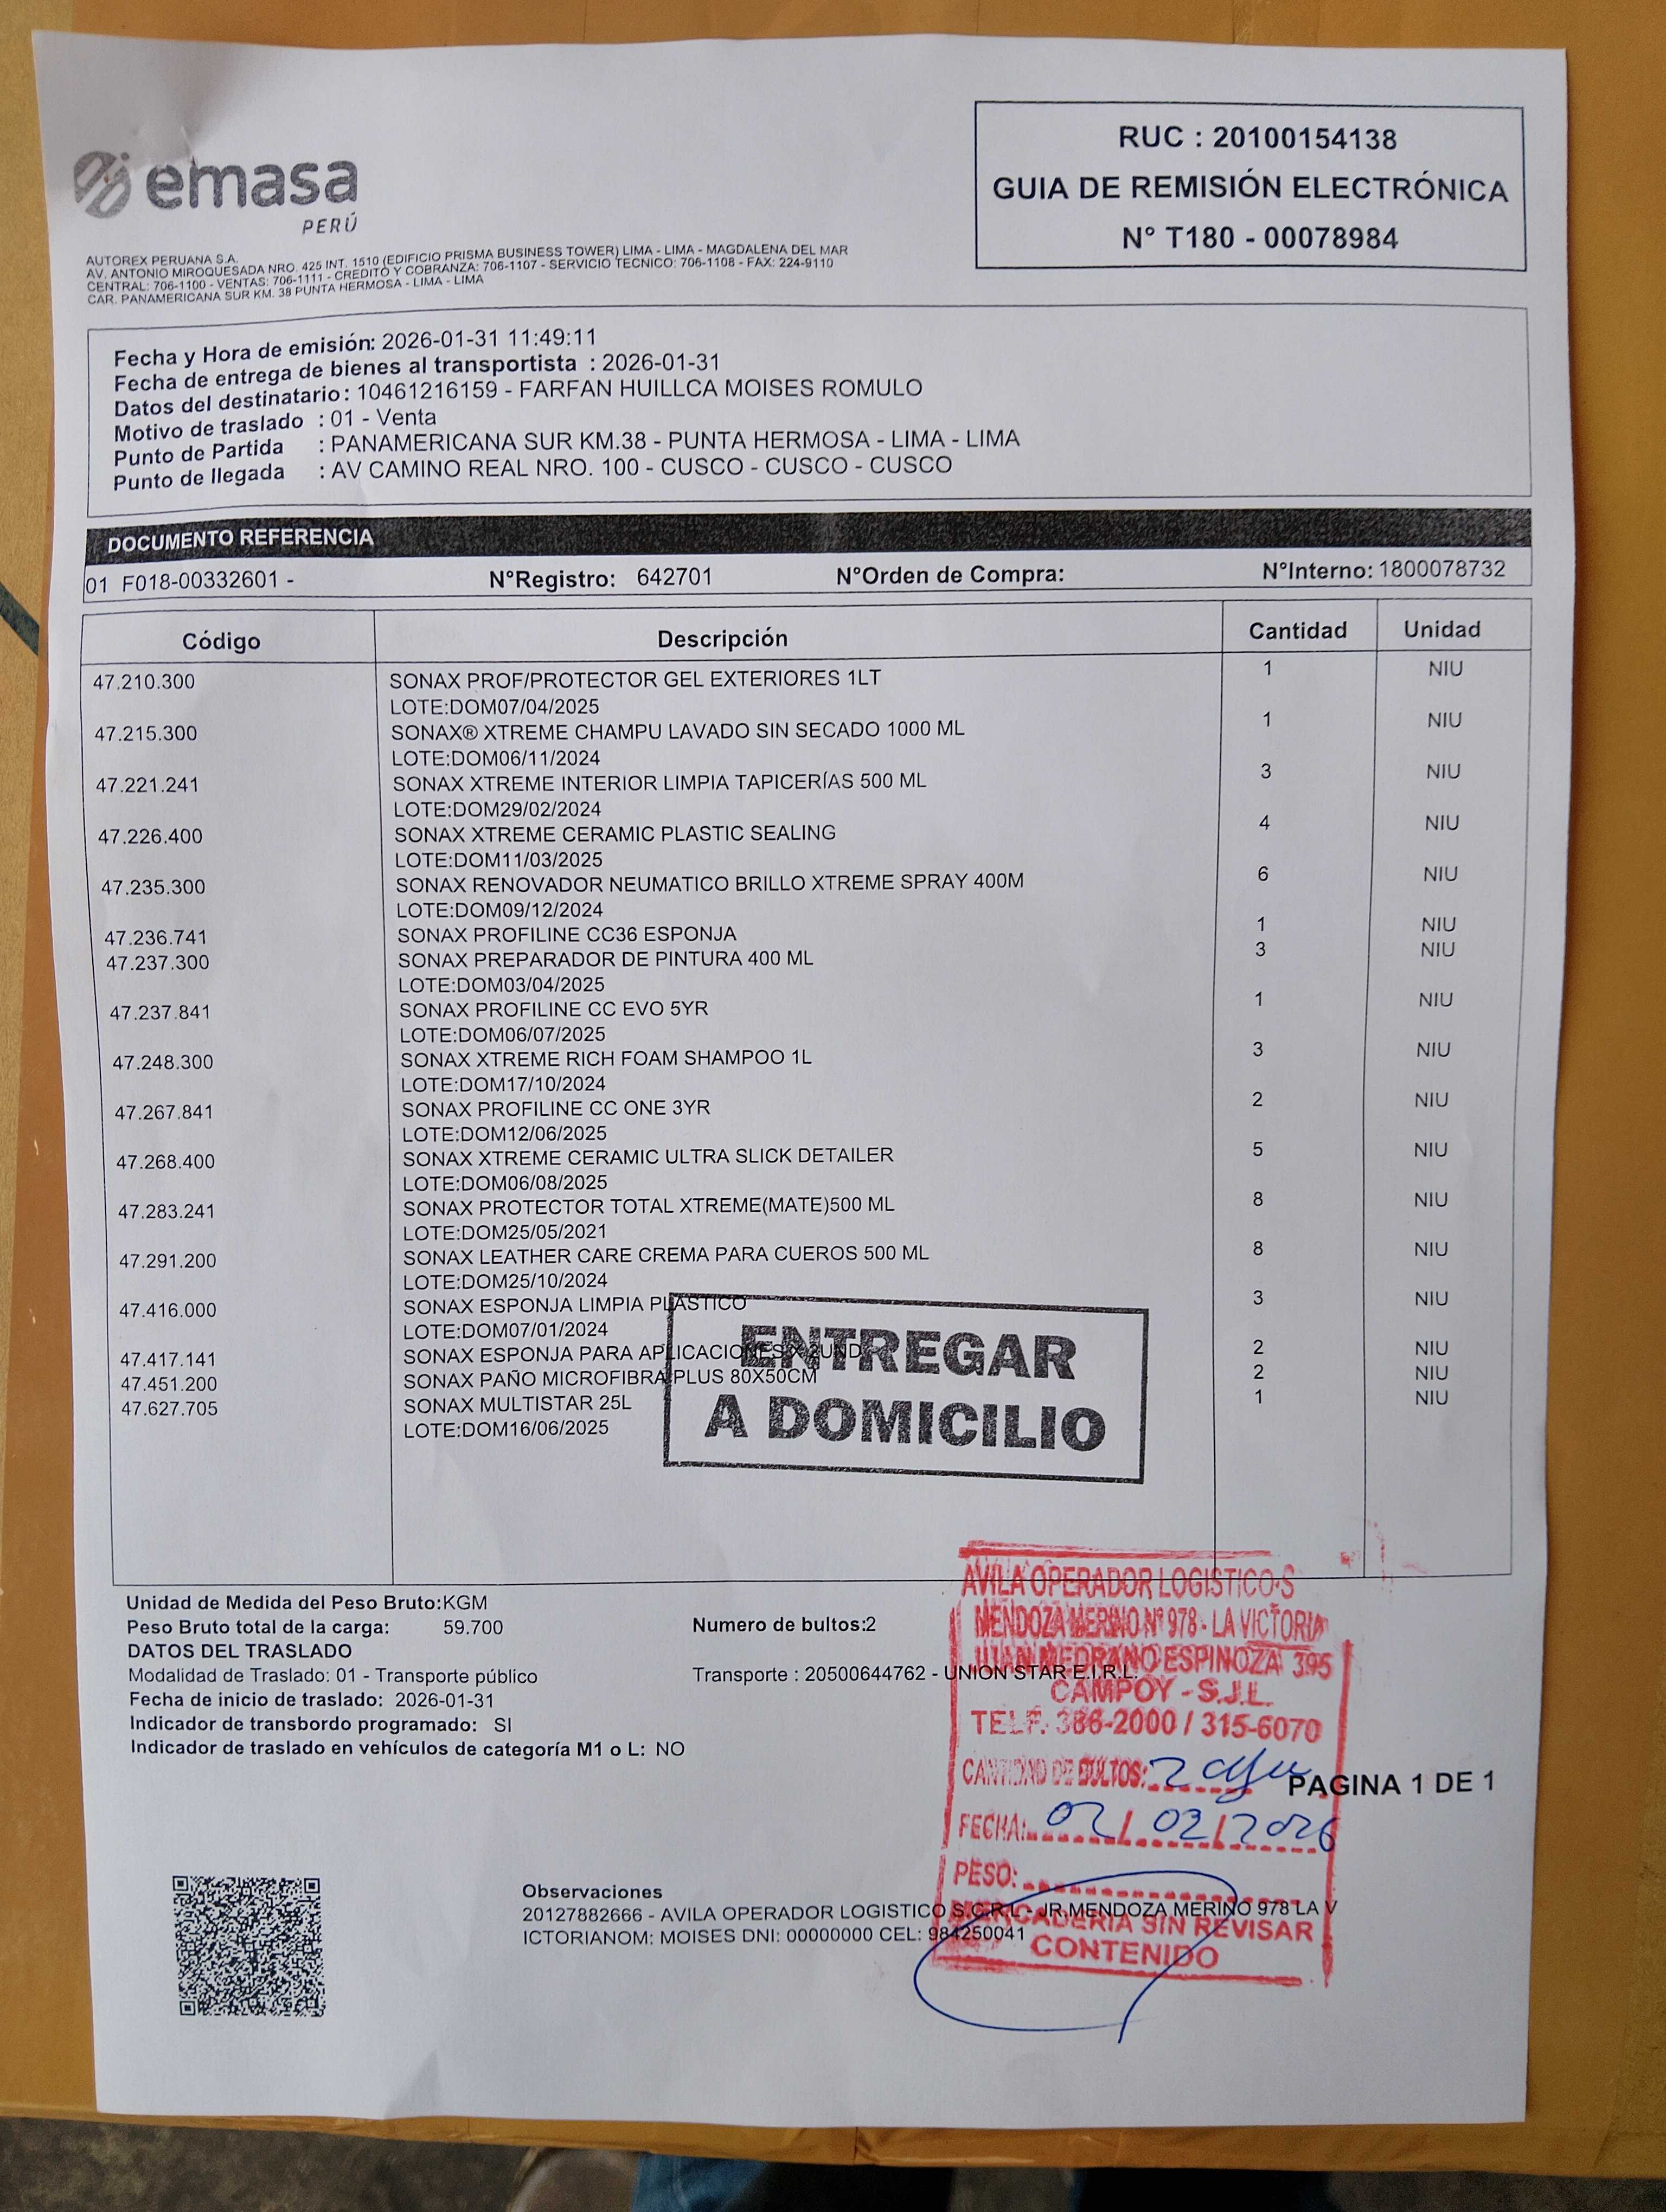 emasa
PERÚ
RUC : 20100154138
GUIA DE REMISIÓN ELECTRÓNICA
N° T180 - 00078984
AUTOREX PERUANA S.A.
AV. ANTONIO MIROQUESADA NRO. 425 INT. 1510 (EDIFICIO PRISMA BUSINESS TOWER) LIMA - LIMA - MAGDALENA DEL MAR
CENTRAL: 706-1100 - VENTAS: 706-1111 - CREDITO Y COBRANZA: 706-1107 - SERVICIO TECNICO: 706-1108 - FAX: 224-9110
CAR. PANAMERICANA SUR KM. 38 PUNTA HERMOSA - LIMA - LIMA
Fecha y Hora de emisión: 2026-01-31 11:49:11
Fecha de entrega de bienes al transportista : 2026-01-31
Datos del destinatario : 10461216159 - FARFAN HUILLCA MOISES ROMULO
Motivo de traslado : 01 - Venta
Punto de Partida : PANAMERICANA SUR KM.38 - PUNTA HERMOSA - LIMA - LIMA
Punto de llegada : AV CAMINO REAL NRO. 100 - CUSCO - CUSCO - CUSCO
DOCUMENTO REFERENCIA
01 F018-00332601 - N°Registro: 642701 N°Orden de Compra: N°Interno: 1800078732
Código Descripción Cantidad Unidad
47.210.300 SONAX PROF/PROTECTOR GEL EXTERIORES 1LT 1 NIU
LOTE:DOM07/04/2025
47.215.300 SONAX® XTREME CHAMPU LAVADO SIN SECADO 1000 ML 1 NIU
LOTE:DOM06/11/2024
47.221.241 SONAX XTREME INTERIOR LIMPIA TAPICERÍAS 500 ML 3 NIU
LOTE:DOM29/02/2024
47.226.400 SONAX XTREME CERAMIC PLASTIC SEALING 4 NIU
LOTE:DOM11/03/2025
47.235.300 SONAX RENOVADOR NEUMATICO BRILLO XTREME SPRAY 400M 6 NIU
LOTE:DOM09/12/2024
47.236.741 SONAX PROFILINE CC36 ESPONJA 1 NIU
47.237.300 SONAX PREPARADOR DE PINTURA 400 ML 3 NIU
LOTE:DOM03/04/2025
47.237.841 SONAX PROFILINE CC EVO 5YR 1 NIU
LOTE:DOM06/07/2025
47.248.300 SONAX XTREME RICH FOAM SHAMPOO 1L 3 NIU
LOTE:DOM17/10/2024
47.267.841 SONAX PROFILINE CC ONE 3YR 2 NIU
LOTE:DOM12/06/2025
47.268.400 SONAX XTREME CERAMIC ULTRA SLICK DETAILER 5 NIU
LOTE:DOM06/08/2025
47.283.241 SONAX PROTECTOR TOTAL XTREME(MATE)500 ML 8 NIU
LOTE:DOM25/05/2021
47.291.200 SONAX LEATHER CARE CREMA PARA CUEROS 500 ML 8 NIU
LOTE:DOM25/10/2024
47.416.000 SONAX ESPONJA LIMPIA PLASTICO 3 NIU
LOTE:DOM07/01/2024
47.417.141 SONAX ESPONJA PARA APLICACIONES X 2UND 2 NIU
47.451.200 SONAX PAÑO MICROFIBRA PLUS 80X50CM 2 NIU
47.627.705 SONAX MULTISTAR 25L 1 NIU
LOTE:DOM16/06/2025
ENTREGAR
A DOMICILIO
Unidad de Medida del Peso Bruto:KGM
Peso Bruto total de la carga: 59.700 Numero de bultos:2
DATOS DEL TRASLADO
Modalidad de Traslado: 01 - Transporte público Transporte : 20500644762 - UNION STAR E.I.R.L.
Fecha de inicio de traslado: 2026-01-31
Indicador de transbordo programado: SI
Indicador de traslado en vehículos de categoría M1 o L: NO
AVILA OPERADOR LOGISTICO.S
MENDOZA MERINO Nº 978 - LA VICTORIA
JUAN MEDRANO ESPINOZA 395
CAMPOY - S.J.L.
TELF. 386-2000 / 315-6070
CANTIDAD DE BULTOS: 2
PAGINA 1 DE 1
FECHA: 02/02/2026
PESO:
MERCADERIA SIN REVISAR
CONTENIDO
Observaciones
20127882666 - AVILA OPERADOR LOGISTICO S.C.R.L - JR.MENDOZA MERINO 978 LA V
ICTORIANOM: MOISES DNI: 00000000 CEL: 984250041